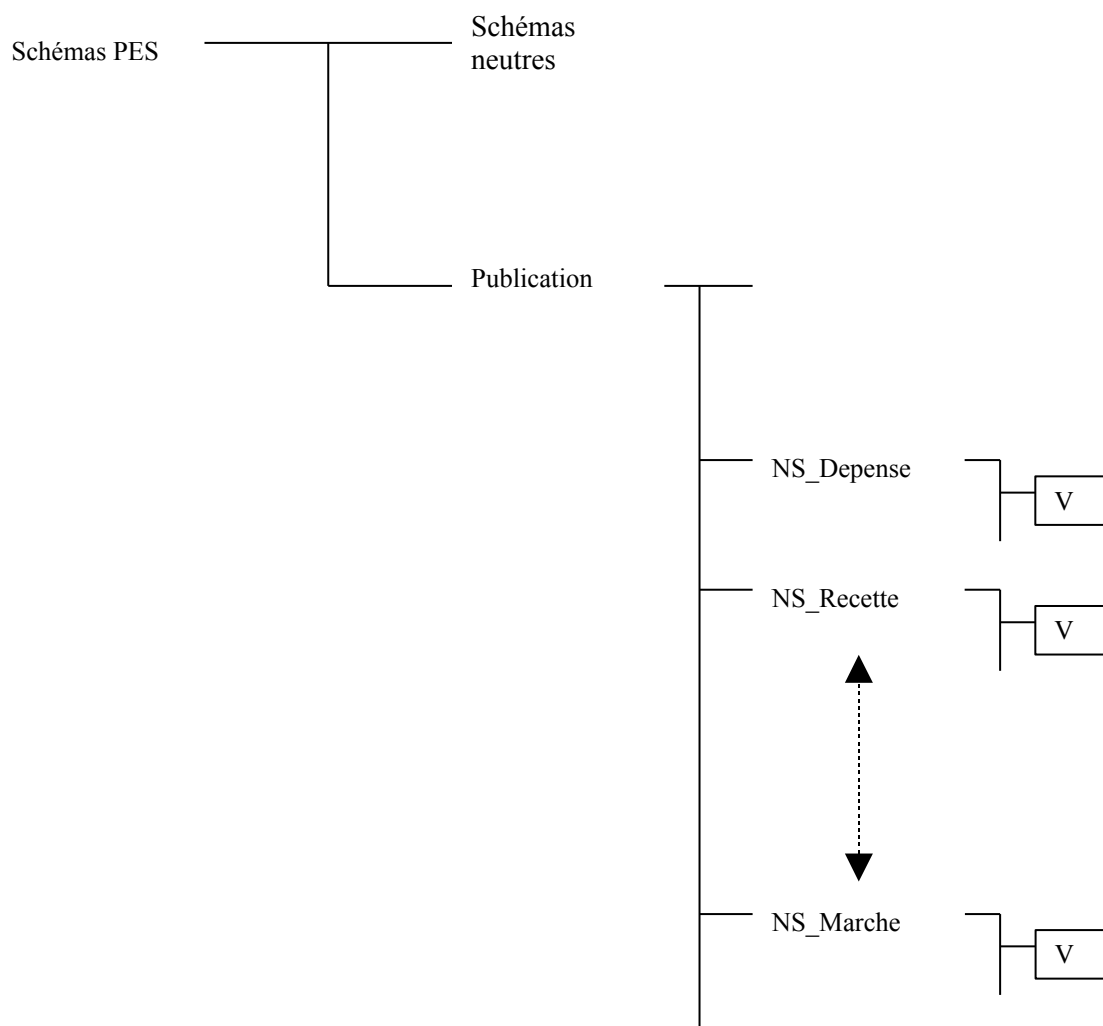 Schémas PES
Schémas
neutres
Publication
NS_Depense
V
NS_Recette
V
NS_Marche
V